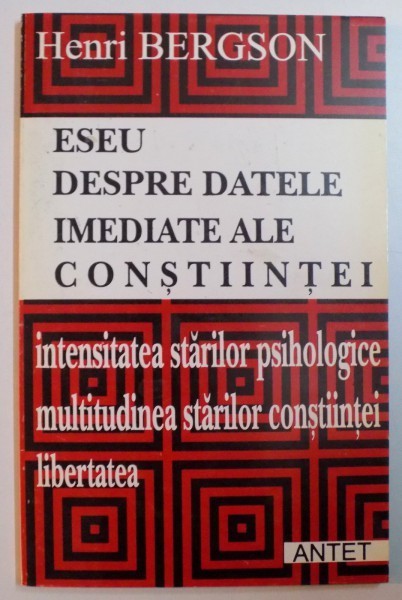 Henri BERGSON
ESEU
DESPRE DATELE
IMEDIATE ALE
CONȘTIINȚEI
intensitatea stărilor psihologice
multitudinea stărilor conștiinței
libertatea
ANTET